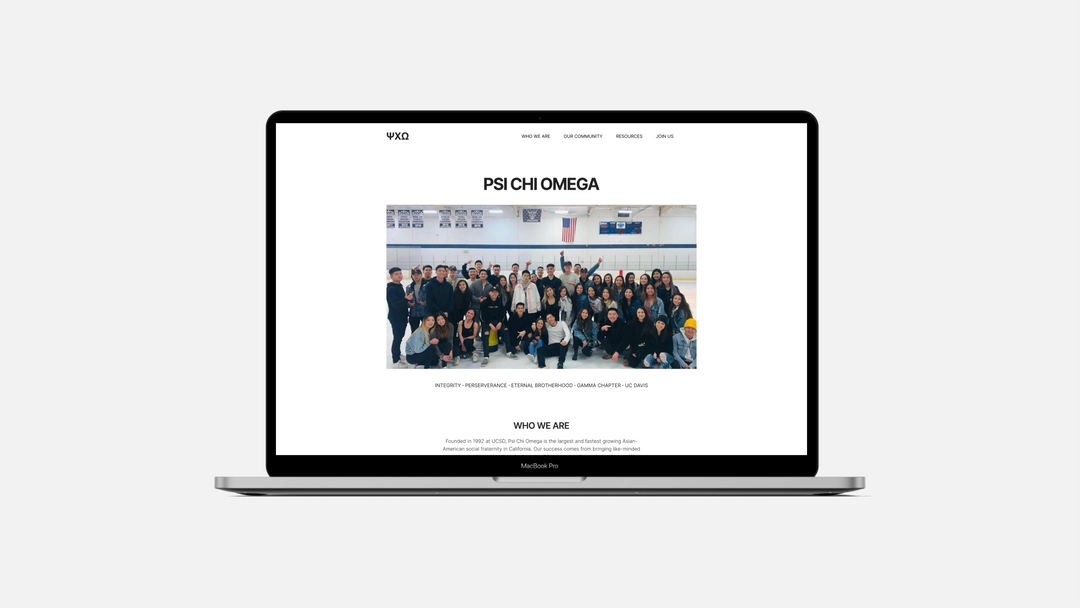 ΨΧΩ
WHO WE ARE OUR COMMUNITY RESOURCES JOIN US
PSI CHI OMEGA
INTEGRITY - PERSERVERANCE - ETERNAL BROTHERHOOD - GAMMA CHAPTER - UC DAVIS
WHO WE ARE
Founded in 1992 at UCSD, Psi Chi Omega is the largest and fastest growing Asian-
American social fraternity in California. Our success comes from bringing like-minded
MacBook Pro